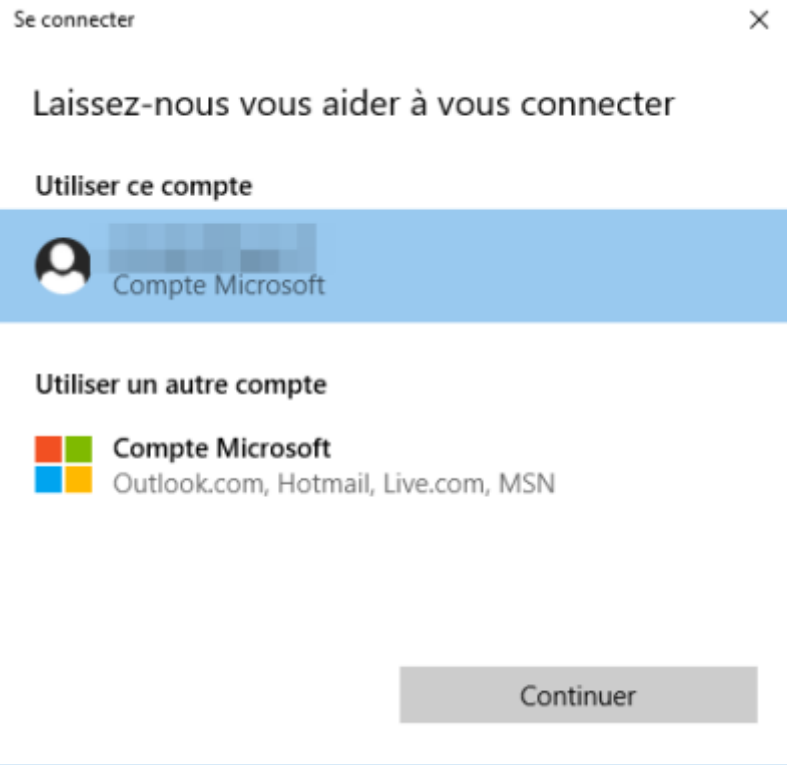 Se connecter
Laissez-nous vous aider à vous connecter
Utiliser ce compte
Compte Microsoft
Utiliser un autre compte
Compte Microsoft
Outlook.com, Hotmail, Live.com, MSN
Continuer